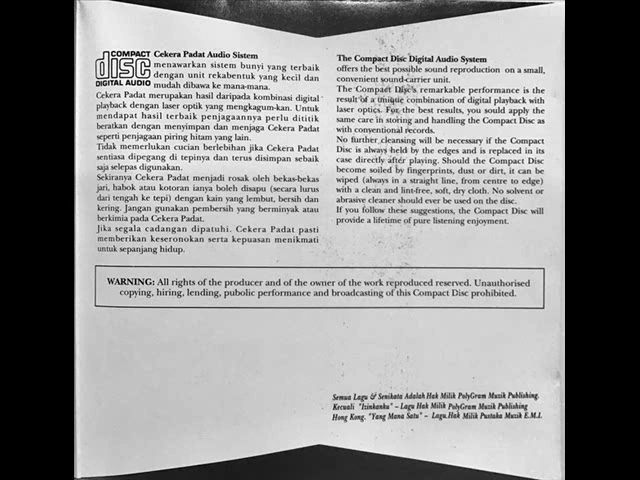 COMPACT
disc
DIGITAL AUDIO
Cekera Padat Audio Sistem
menawarkan sistem bunyi yang terbaik
dengan unit rekabentuk yang kecil dan
mudah dibawa ke mana-mana.
Cekera Padat merupakan hasil daripada kombinasi digital
playback dengan laser optik yang mengkagum-kan. Untuk
mendapat hasil terbaik penjagaannya perlu dititik
beratkan dengan menyimpan dan menjaga Cekera Padat
seperti penjagaan piring hitam yang lain.
Tidak memerlukan cucian berlebihan jika Cekera Padat
sentiasa dipegang di tepinya dan terus disimpan sebaik
saja selepas digunakan.
Sekiranya Cekera Padat menjadi rosak oleh bekas-bekas
jari, habok atau kotoran ianya boleh disapu (secara lurus
dari tengah ke tepi) dengan kain yang lembut, bersih dan
kering. Jangan gunakan pembersih yang berminyak atau
berkimia pada Cekera Padat.
Jika segala cadangan dipatuhi. Cekera Padat pasti
memberikan keseronokan serta kepuasan menikmati
untuk sepanjang hidup.
The Compact Disc Digital Audio System
offers the best possible sound reproduction on a small,
convenient sound-carrier unit.
The Compact Disc's remarkable performance is the
result of a unique combination of digital playback with
laser optics. For the best results, you sould apply the
same care in storing and handling the Compact Disc as
with conventional records.
No further cleansing will be necessary if the Compact
Disc is always held by the edges and is replaced in its
case directly after playing. Should the Compact Disc
become soiled by fingerprints, dust or dirt, it can be
wiped (always in a straight line, from centre to edge)
with a clean and lint-free, soft, dry cloth. No solvent or
abrasive cleaner should ever be used on the disc.
If you follow these suggestions, the Compact Disc will
provide a lifetime of pure listening enjoyment.
WARNING: All rights of the producer and of the owner of the work reproduced reserved. Unauthorised
copying, hiring, lending, pubolic performance and broadcasting of this Compact Disc prohibited.
Semua Lagu & Senikata Adalah Hak Milik PolyGram Muzik Publishing.
Kecuali "Izinkanku" - Lagu Hak Milik PolyGram Muzik Publishing
Hong Kong. "Yang Mana Satu" - Lagu Hak Milik Pustaka Muzik E.M.I.